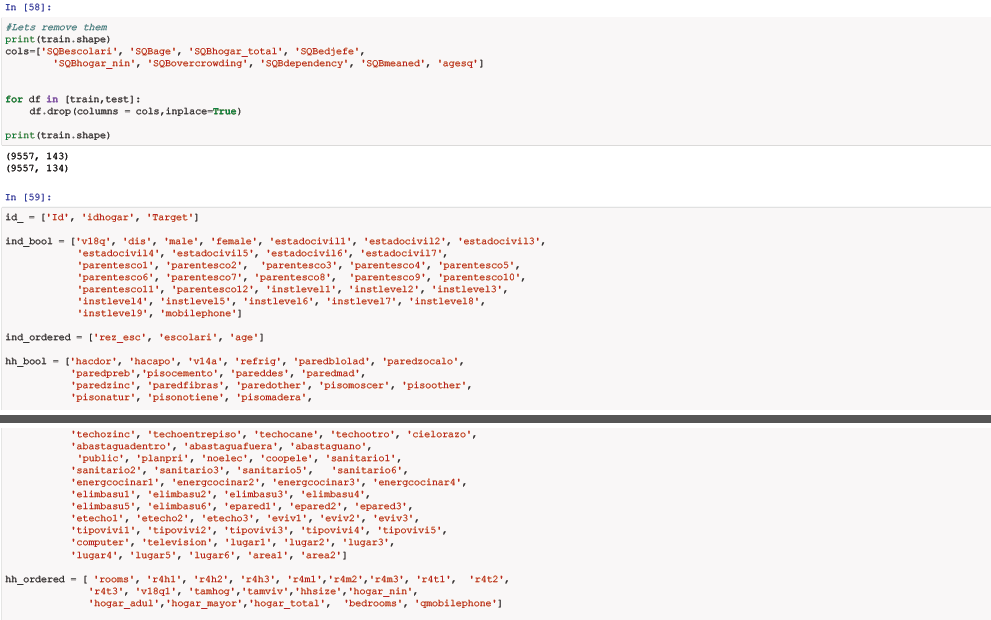 In [58]:
#Lets remove them
print(train.shape)
cols=['SQBescolari', 'SQBage', 'SQBhogar_total', 'SQBedjefe',
'SQBhogar_nin', 'SQBovercrowding', 'SQBdependency', 'SQBmeaned', 'agesq']
for df in [train,test]:
df.drop(columns = cols,inplace=True)
print(train.shape)
(9557, 143)
(9557, 134)
In [59]:
id_ = ['Id', 'idhogar', 'Target']
ind_bool = ['v18q', 'dis', 'male', 'female', 'estadocivil1', 'estadocivil2', 'estadocivil3',
'estadocivil4', 'estadocivil5', 'estadocivil6', 'estadocivil7',
'parentesco1', 'parentesco2', 'parentesco3', 'parentesco4', 'parentesco5',
'parentesco6', 'parentesco7', 'parentesco8', 'parentesco9', 'parentesco10',
'parentesco11', 'parentesco12', 'instlevel1', 'instlevel2', 'instlevel3',
'instlevel4', 'instlevel5', 'instlevel6', 'instlevel7', 'instlevel8',
'instlevel9', 'mobilephone']
ind_ordered = ['rez_esc', 'escolari', 'age']
hh_bool = ['hacdor', 'hacapo', 'v14a', 'refrig', 'paredblolad', 'paredzocalo',
'paredpreb','pisocemento', 'pareddes', 'paredmad',
'paredzinc', 'paredfibras', 'paredother', 'pisomoscer', 'pisoother',
'pisonatur', 'pisonotiene', 'pisomadera',
'techozinc', 'techoentrepiso', 'techocane', 'techootro', 'cielorazo',
'abastaguadentro', 'abastaguafuera', 'abastaguano',
'public', 'planpri', 'noelec', 'coopele', 'sanitario1',
'sanitario2', 'sanitario3', 'sanitario5', 'sanitario6',
'energcocinar1', 'energcocinar2', 'energcocinar3', 'energcocinar4',
'elimbasu1', 'elimbasu2', 'elimbasu3', 'elimbasu4',
'elimbasu5', 'elimbasu6', 'epared1', 'epared2', 'epared3',
'etecho1', 'etecho2', 'etecho3', 'eviv1', 'eviv2', 'eviv3',
'tipovivi1', 'tipovivi2', 'tipovivi3', 'tipovivi4', 'tipovivi5',
'computer', 'television', 'lugar1', 'lugar2', 'lugar3',
'lugar4', 'lugar5', 'lugar6', 'area1', 'area2']
hh_ordered = [ 'rooms', 'r4h1', 'r4h2', 'r4h3', 'r4m1','r4m2','r4m3', 'r4t1', 'r4t2',
'r4t3', 'v18q1', 'tamhog','tamviv','hhsize','hogar_nin',
'hogar_adul','hogar_mayor','hogar_total', 'bedrooms', 'qmobilephone']